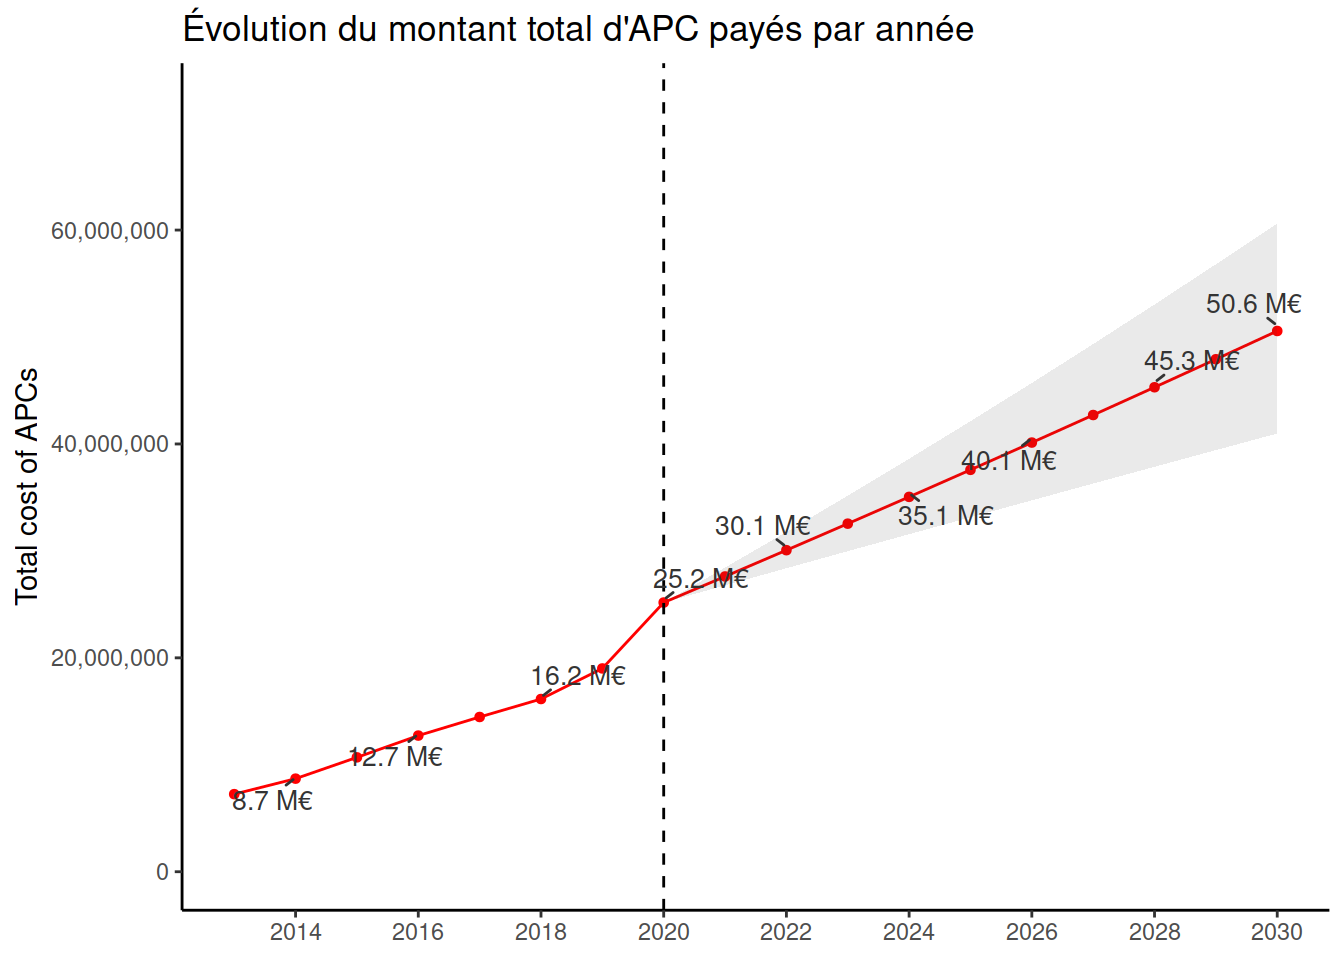 Évolution du montant total d'APC payés par année
Total cost of APCs
60,000,000
40,000,000
20,000,000
0
50.6 M€
45.3 M€
40.1 M€
35.1 M€
30.1 M€
25.2 M€
16.2 M€
12.7 M€
8.7 M€
2014 2016 2018 2020 2022 2024 2026 2028 2030